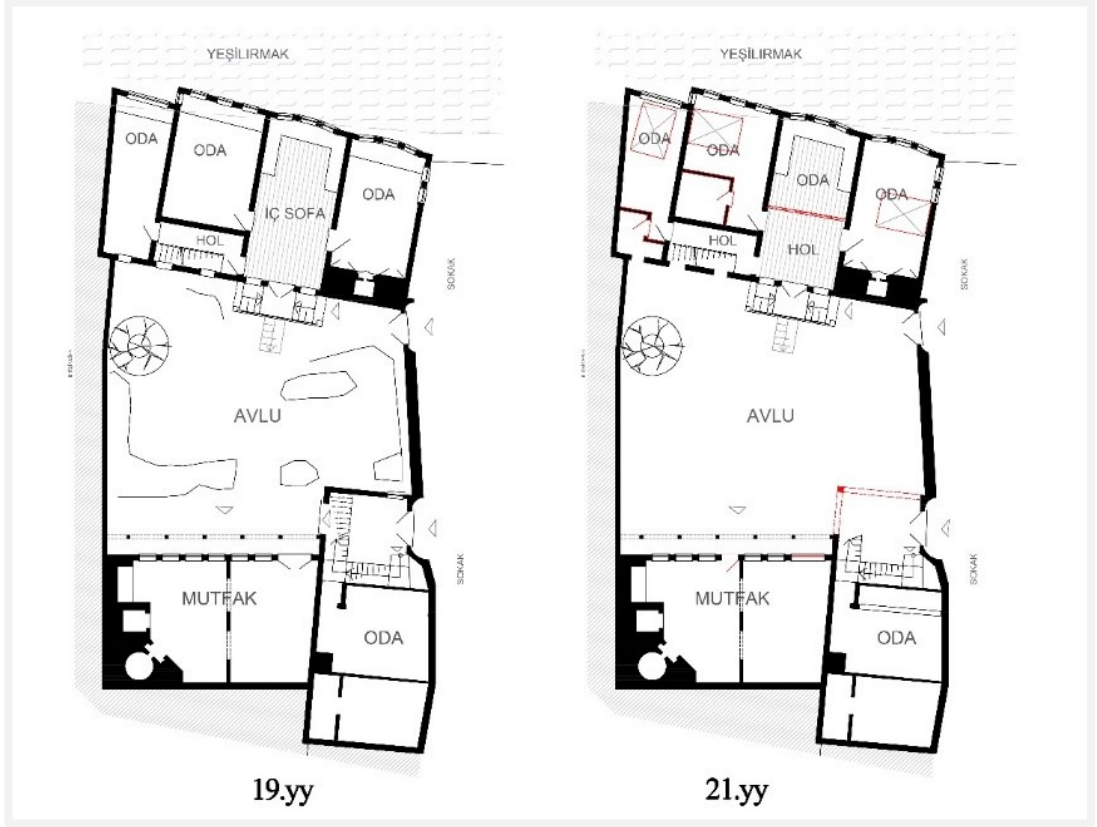 YEŞİLIRMAK
ODA
ODA
ODA
İÇ SOFA
HOL
SOKAK
AVLU
SOKAK
MUTFAK
ODA
19.yy
YEŞİLIRMAK
ODA
ODA
ODA
ODA
HOL
HOL
SOKAK
AVLU
SOKAK
MUTFAK
ODA
21.yy